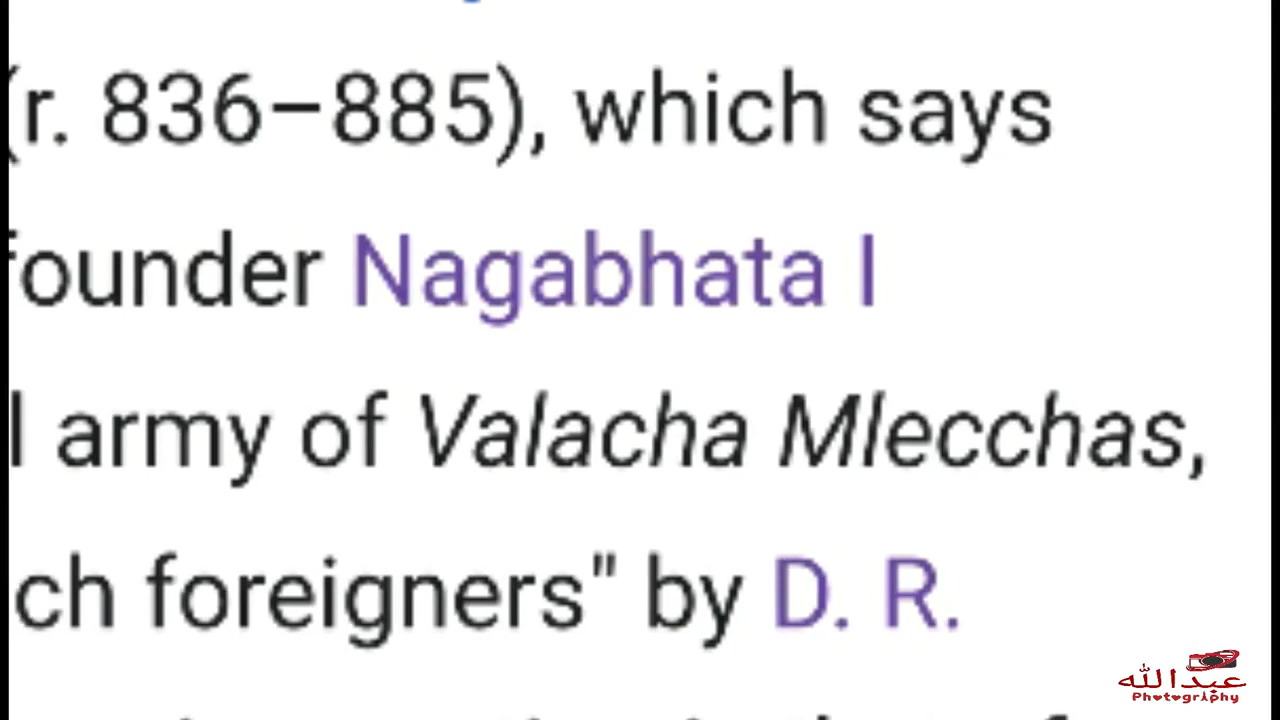 (r. 836–885), which says
founder Nagabhata I
l army of Valacha Mlecchas,
ch foreigners" by D. R.
عبدالله
Photography